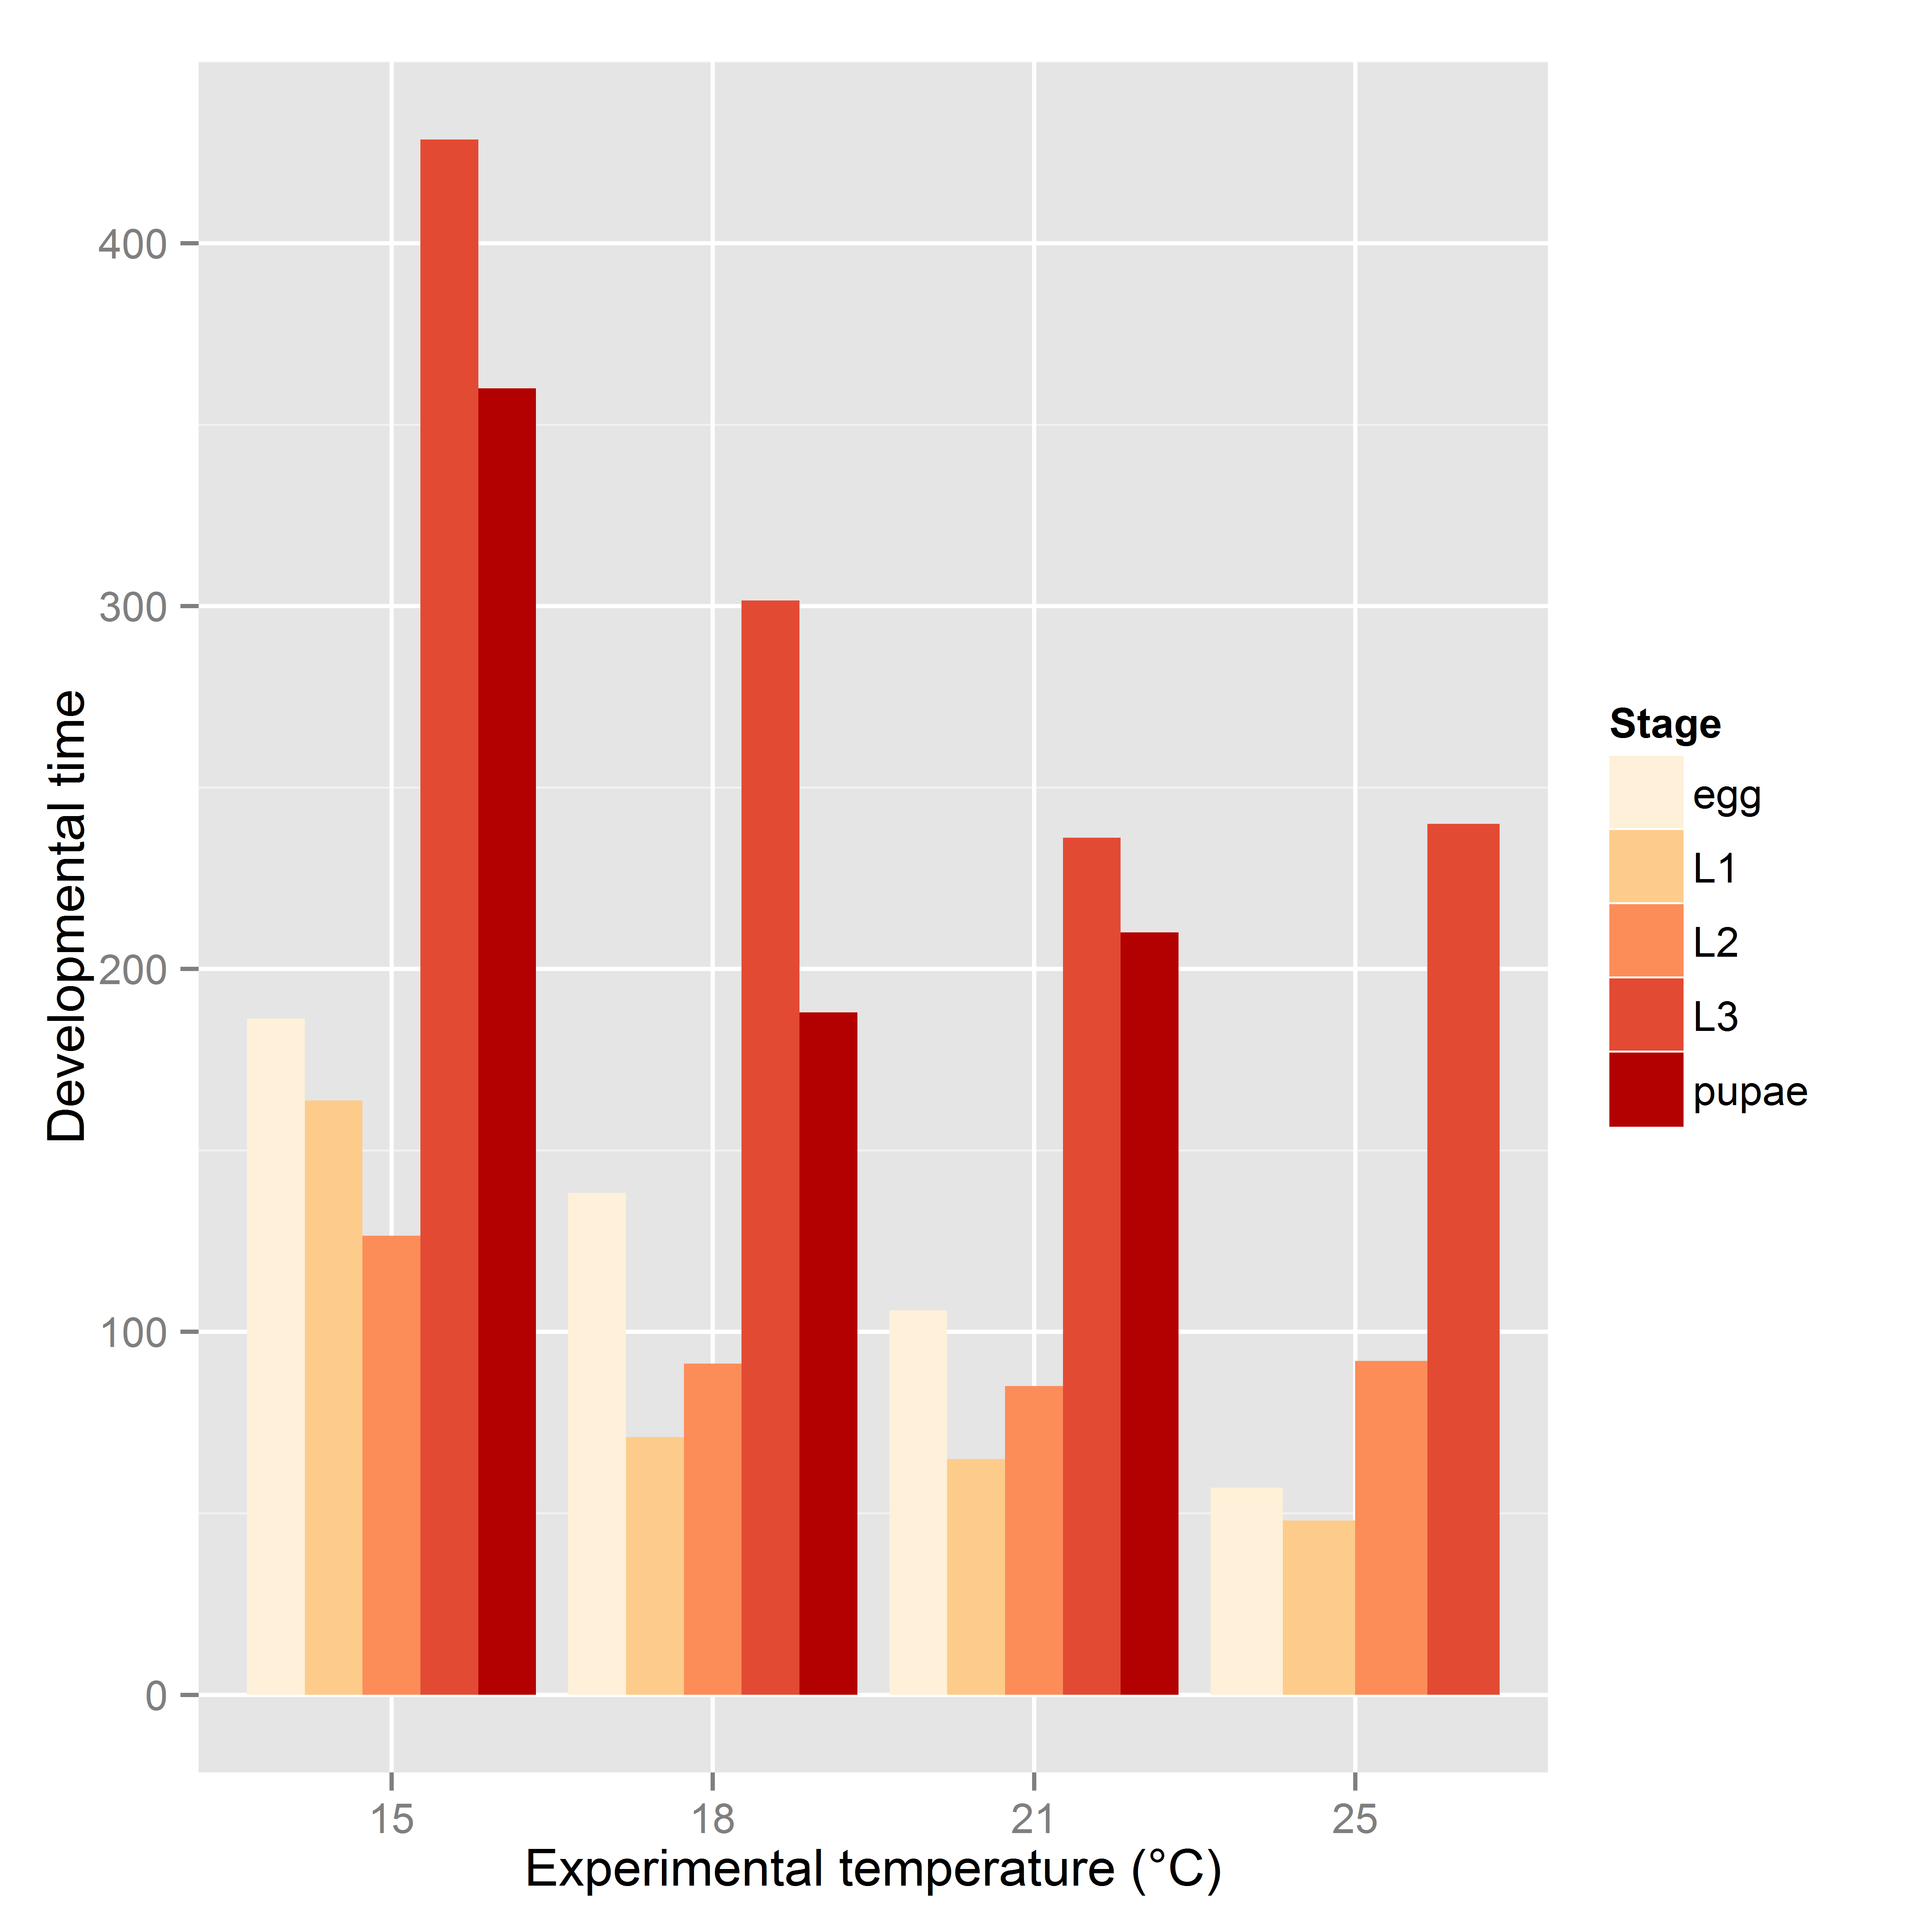 Developmental time
400
300
200
100
0
15 18 21 25
Experimental temperature (°C)
Stage
egg
L1
L2
L3
pupae